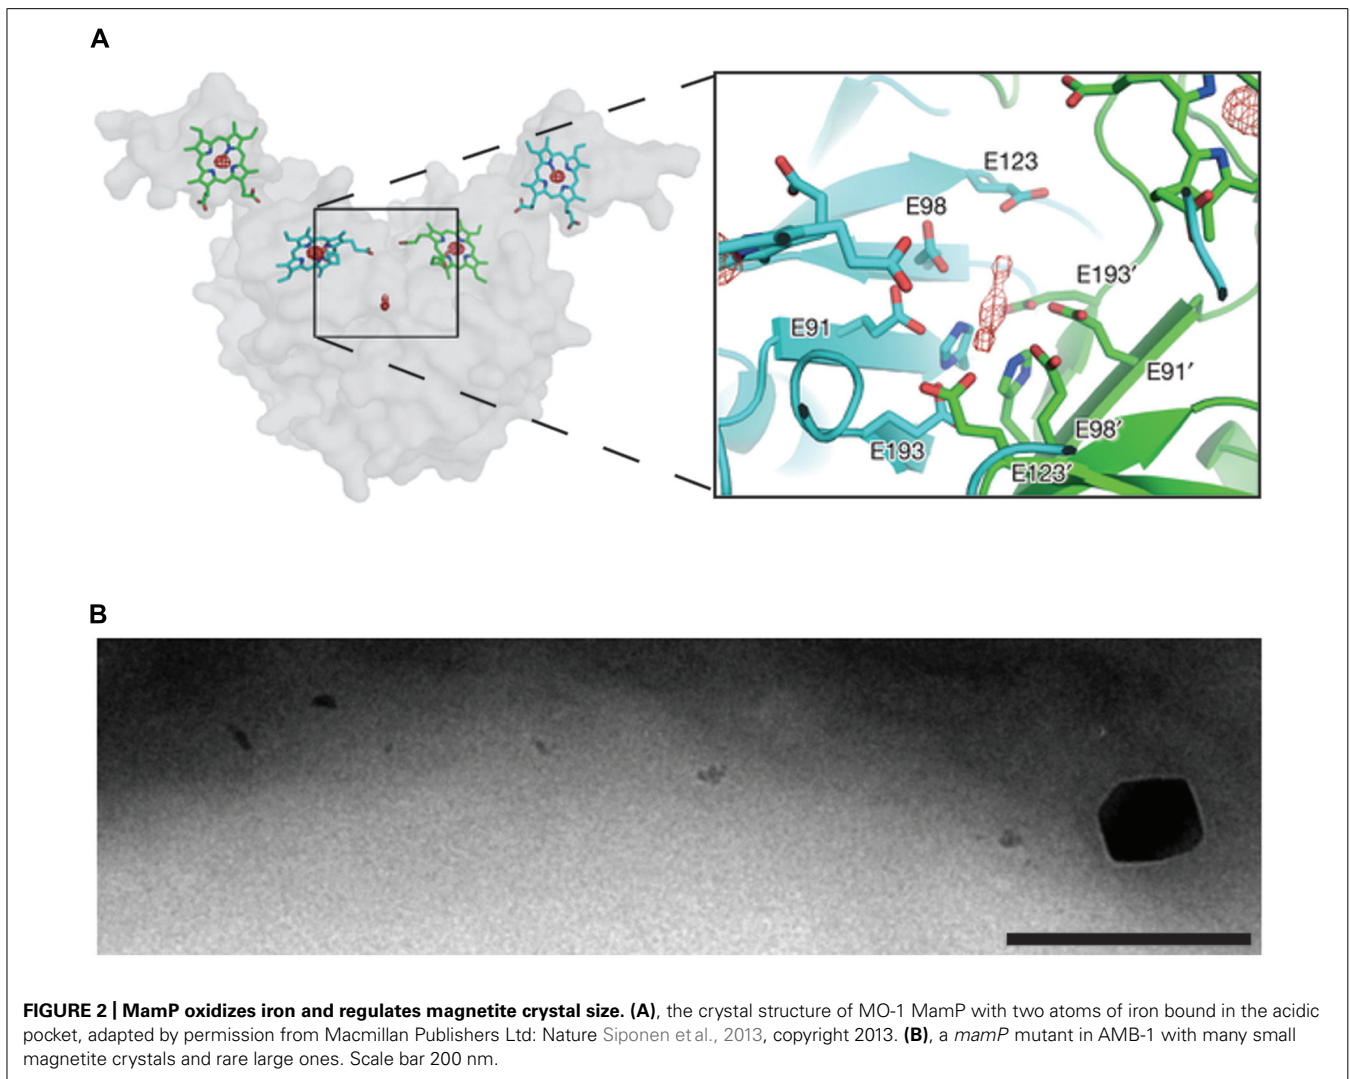 A
E123
E98
E193′
E91
E91′
E98′
E193
E123′
B
FIGURE 2 | MamP oxidizes iron and regulates magnetite crystal size. (A), the crystal structure of MO-1 MamP with two atoms of iron bound in the acidic
pocket, adapted by permission from Macmillan Publishers Ltd: Nature Siponen et al., 2013, copyright 2013. (B), a mamP mutant in AMB-1 with many small
magnetite crystals and rare large ones. Scale bar 200 nm.